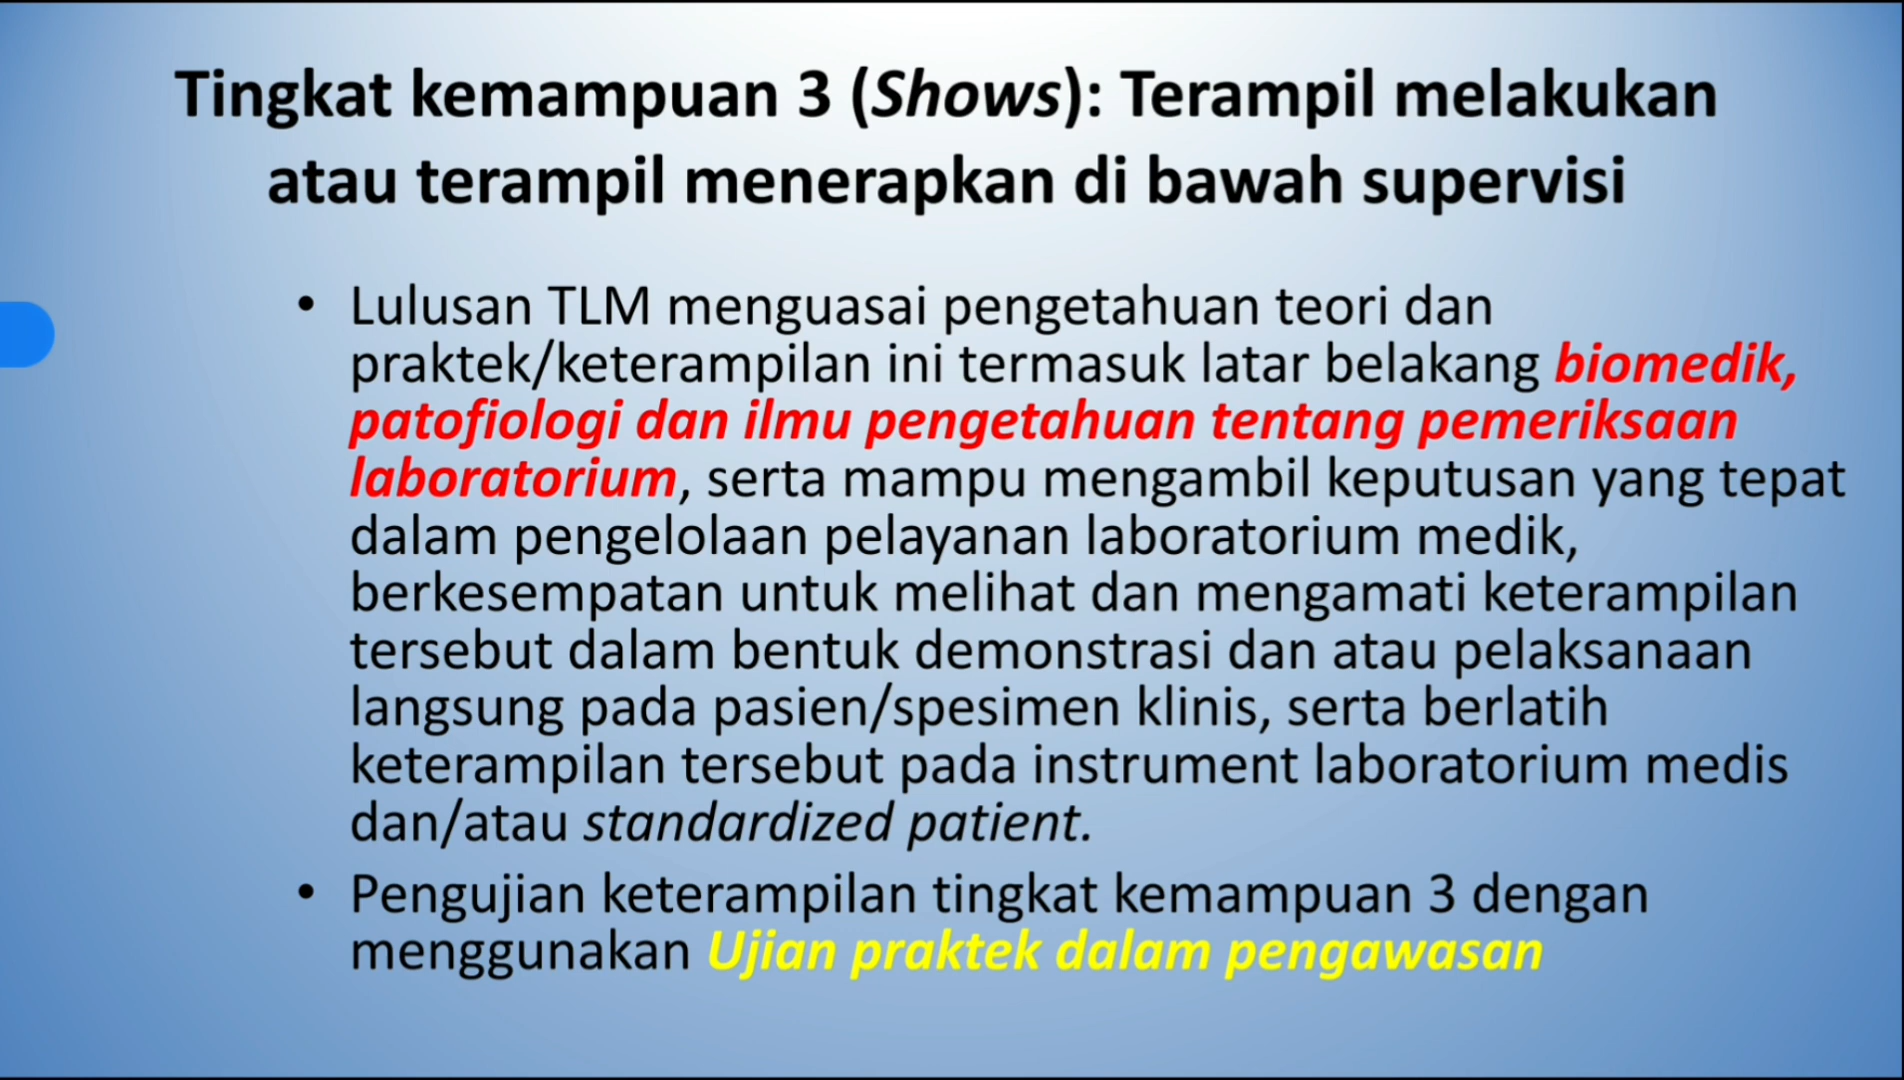 Tingkat kemampuan 3 (Shows): Terampil melakukan
atau terampil menerapkan di bawah supervisi
• Lulusan TLM menguasai pengetahuan teori dan
praktek/keterampilan ini termasuk latar belakang biomedik,
patofiologi dan ilmu pengetahuan tentang pemeriksaan
laboratorium, serta mampu mengambil keputusan yang tepat
dalam pengelolaan pelayanan laboratorium medik,
berkesempatan untuk melihat dan mengamati keterampilan
tersebut dalam bentuk demonstrasi dan atau pelaksanaan
langsung pada pasien/spesimen klinis, serta berlatih
keterampilan tersebut pada instrument laboratorium medis
dan/atau standardized patient.
• Pengujian keterampilan tingkat kemampuan 3 dengan
menggunakan Ujian praktek dalam pengawasan